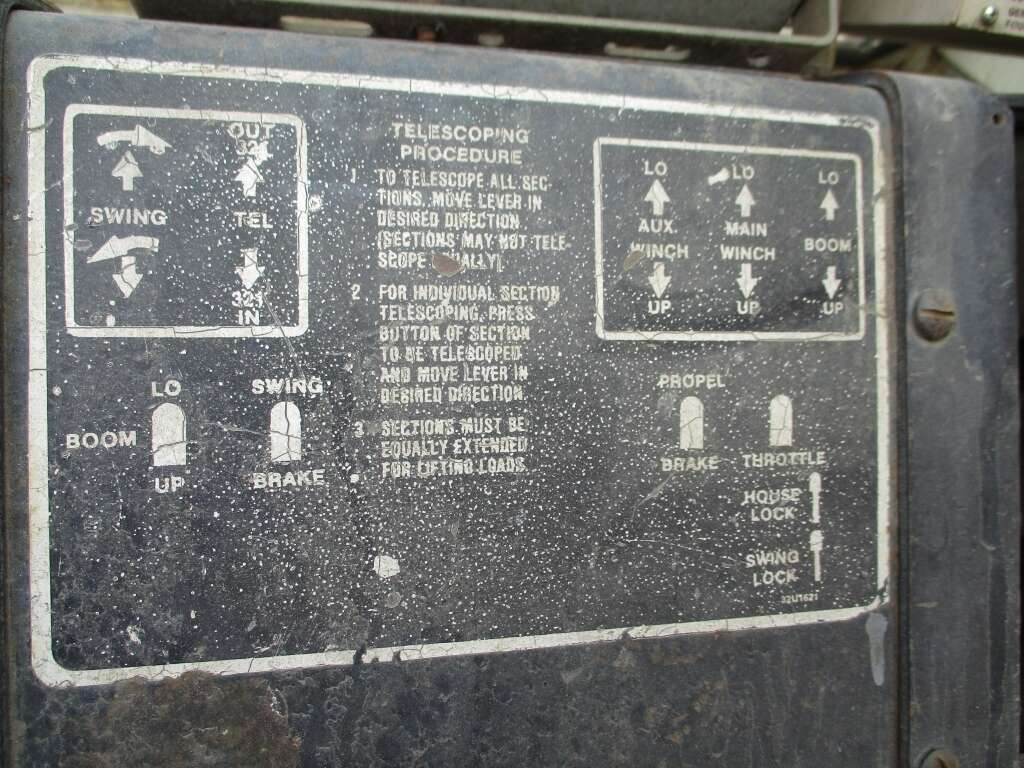 OUT
321
SWING
TEL
321
IN
TELESCOPING
PROCEDURE
1 TO TELESCOPE ALL SEC-
TIONS, MOVE LEVER IN
DESIRED DIRECTION
(SECTIONS MAY NOT TELE-
SCOPE EQUALLY)
2 FOR INDIVIDUAL SECTION
TELESCOPING, PRESS
BUTTON OF SECTION
TO BE TELESCOPED
AND MOVE LEVER IN
DESIRED DIRECTION
3 SECTIONS MUST BE
EQUALLY EXTENDED
FOR LIFTING LOADS
LO LO LO
AUX.
WINCH
MAIN
WINCH
BOOM
UP UP UP
LO
BOOM
UP
SWING
BRAKE
PROPEL
BRAKE
THROTTLE
HOUSE
LOCK
SWING
LOCK
32U1621